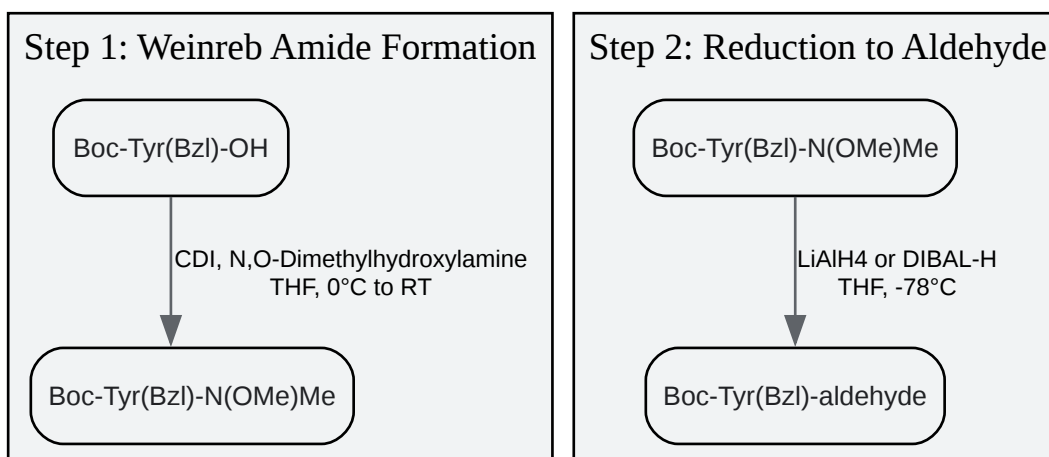 Step 1: Weinreb Amide Formation
Boc-Tyr(Bzl)-OH
CDI, N,O-Dimethylhydroxylamine
THF, 0°C to RT
Boc-Tyr(Bzl)-N(OMe)Me
Step 2: Reduction to Aldehyde
Boc-Tyr(Bzl)-N(OMe)Me
LiAlH4 or DIBAL-H
THF, -78°C
Boc-Tyr(Bzl)-aldehyde